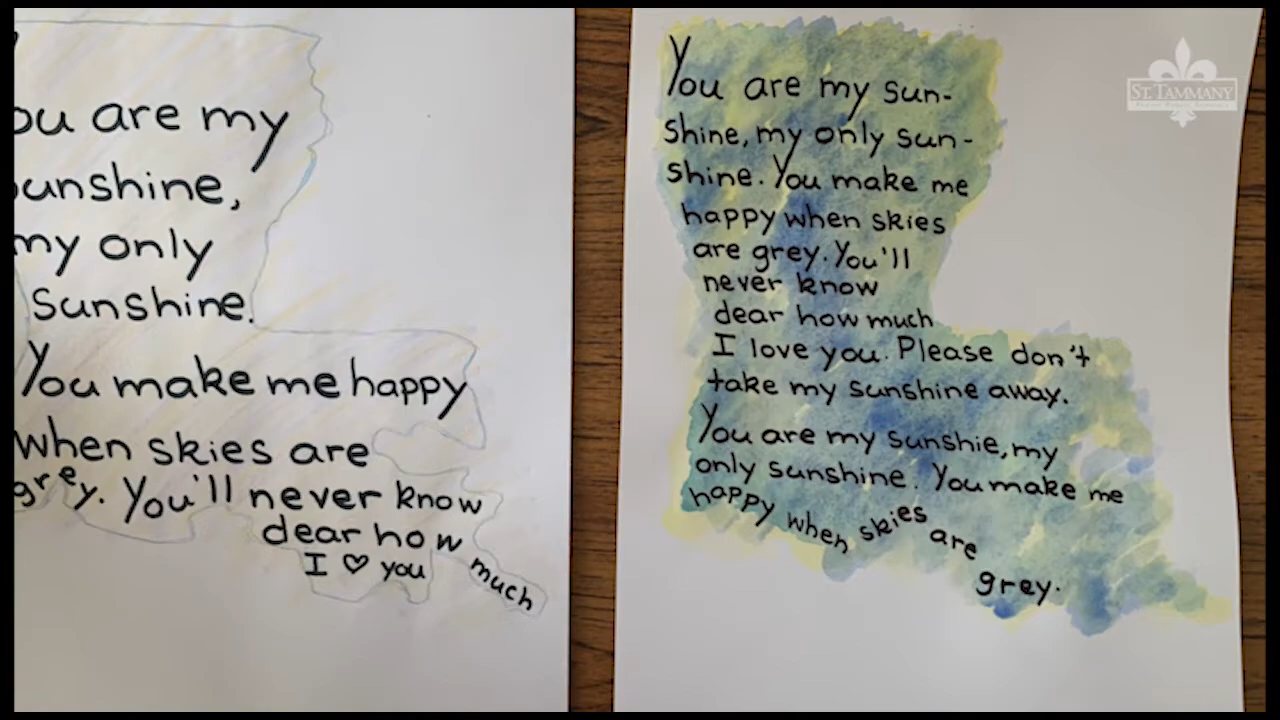 ou are my
sunshine,
my only
Sunshine.
You make me happy
when skies are
grey. You'll never know
dear how
much
I ♡ you
You are my sun-
shine, my only sun-
shine. You make me
happy when skies
are grey. You'll
never know
dear how much
I love you. Please don't
take my sunshine away.
You are my sunshie, my
only sunshine. You make me
happy when skies are
grey.
ST. TAMMANY